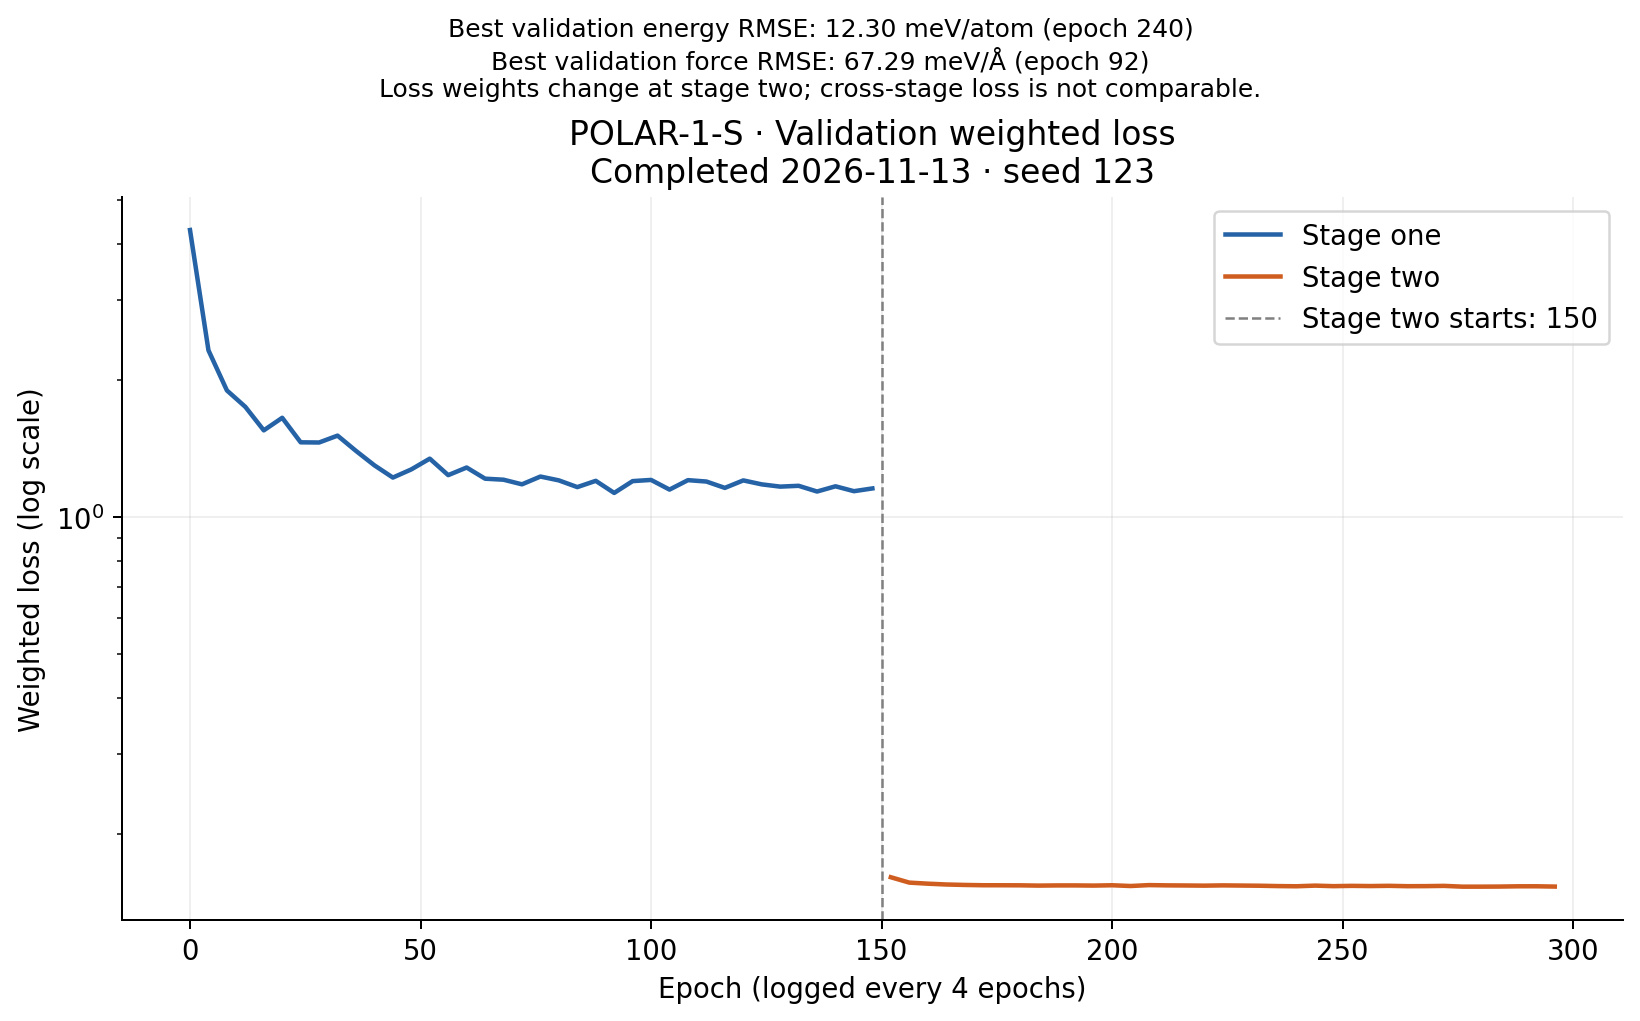 Best validation energy RMSE: 12.30 meV/atom (epoch 240)
Best validation force RMSE: 67.29 meV/Å (epoch 92)
Loss weights change at stage two; cross-stage loss is not comparable.
POLAR-1-S · Validation weighted loss
Completed 2026-11-13 · seed 123
Stage one
Stage two
Stage two starts: 150
Weighted loss (log scale)
10⁰
0 50 100 150 200 250 300
Epoch (logged every 4 epochs)